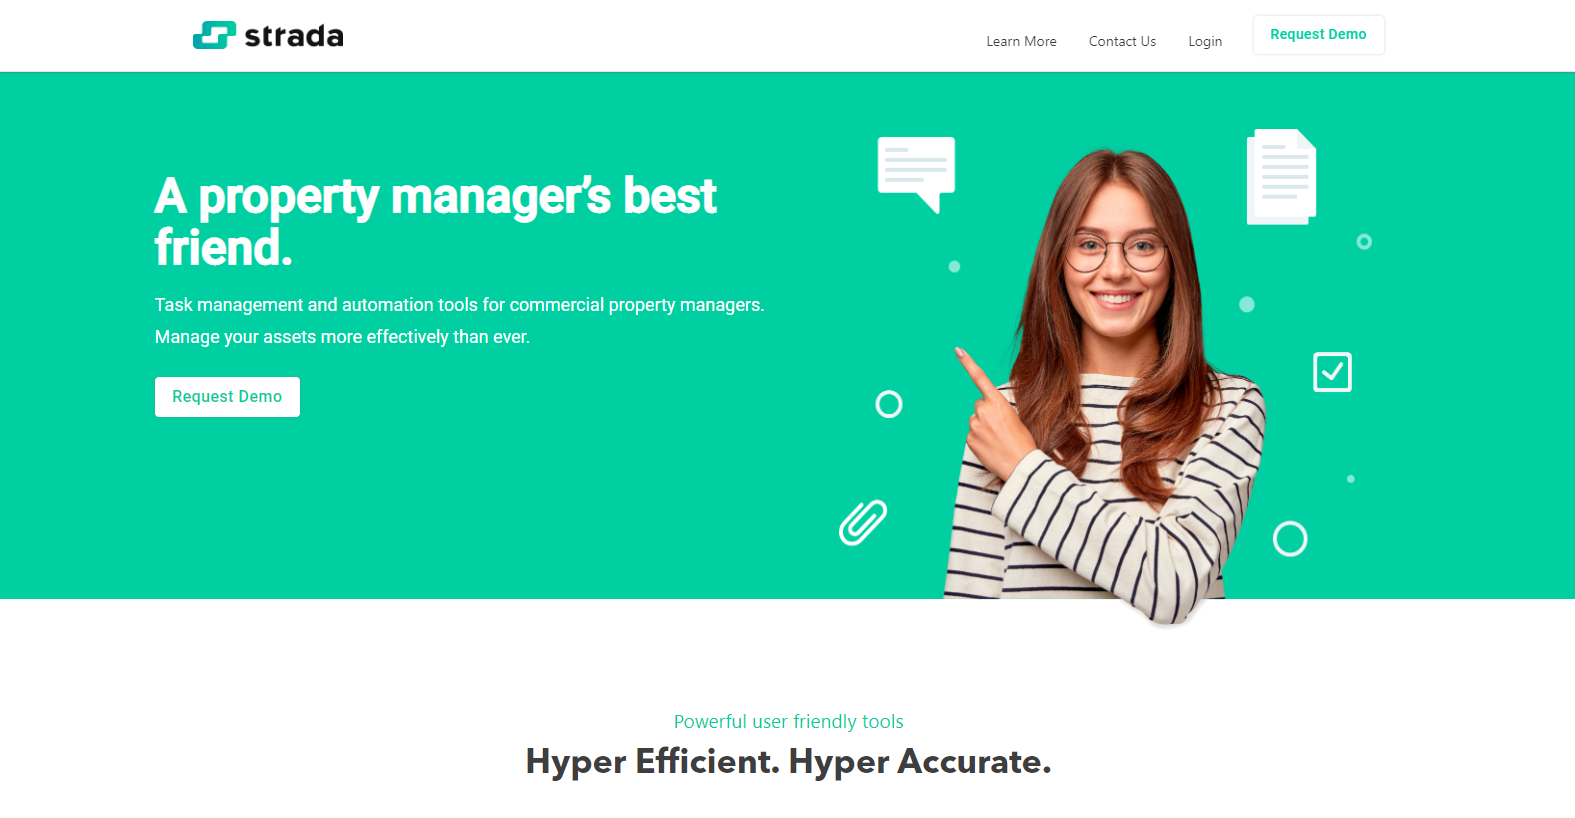 strada
Learn More
Contact Us
Login
Request Demo
A property manager’s best
friend.
Task management and automation tools for commercial property managers.
Manage your assets more effectively than ever.
Request Demo
Powerful user friendly tools
Hyper Efficient. Hyper Accurate.